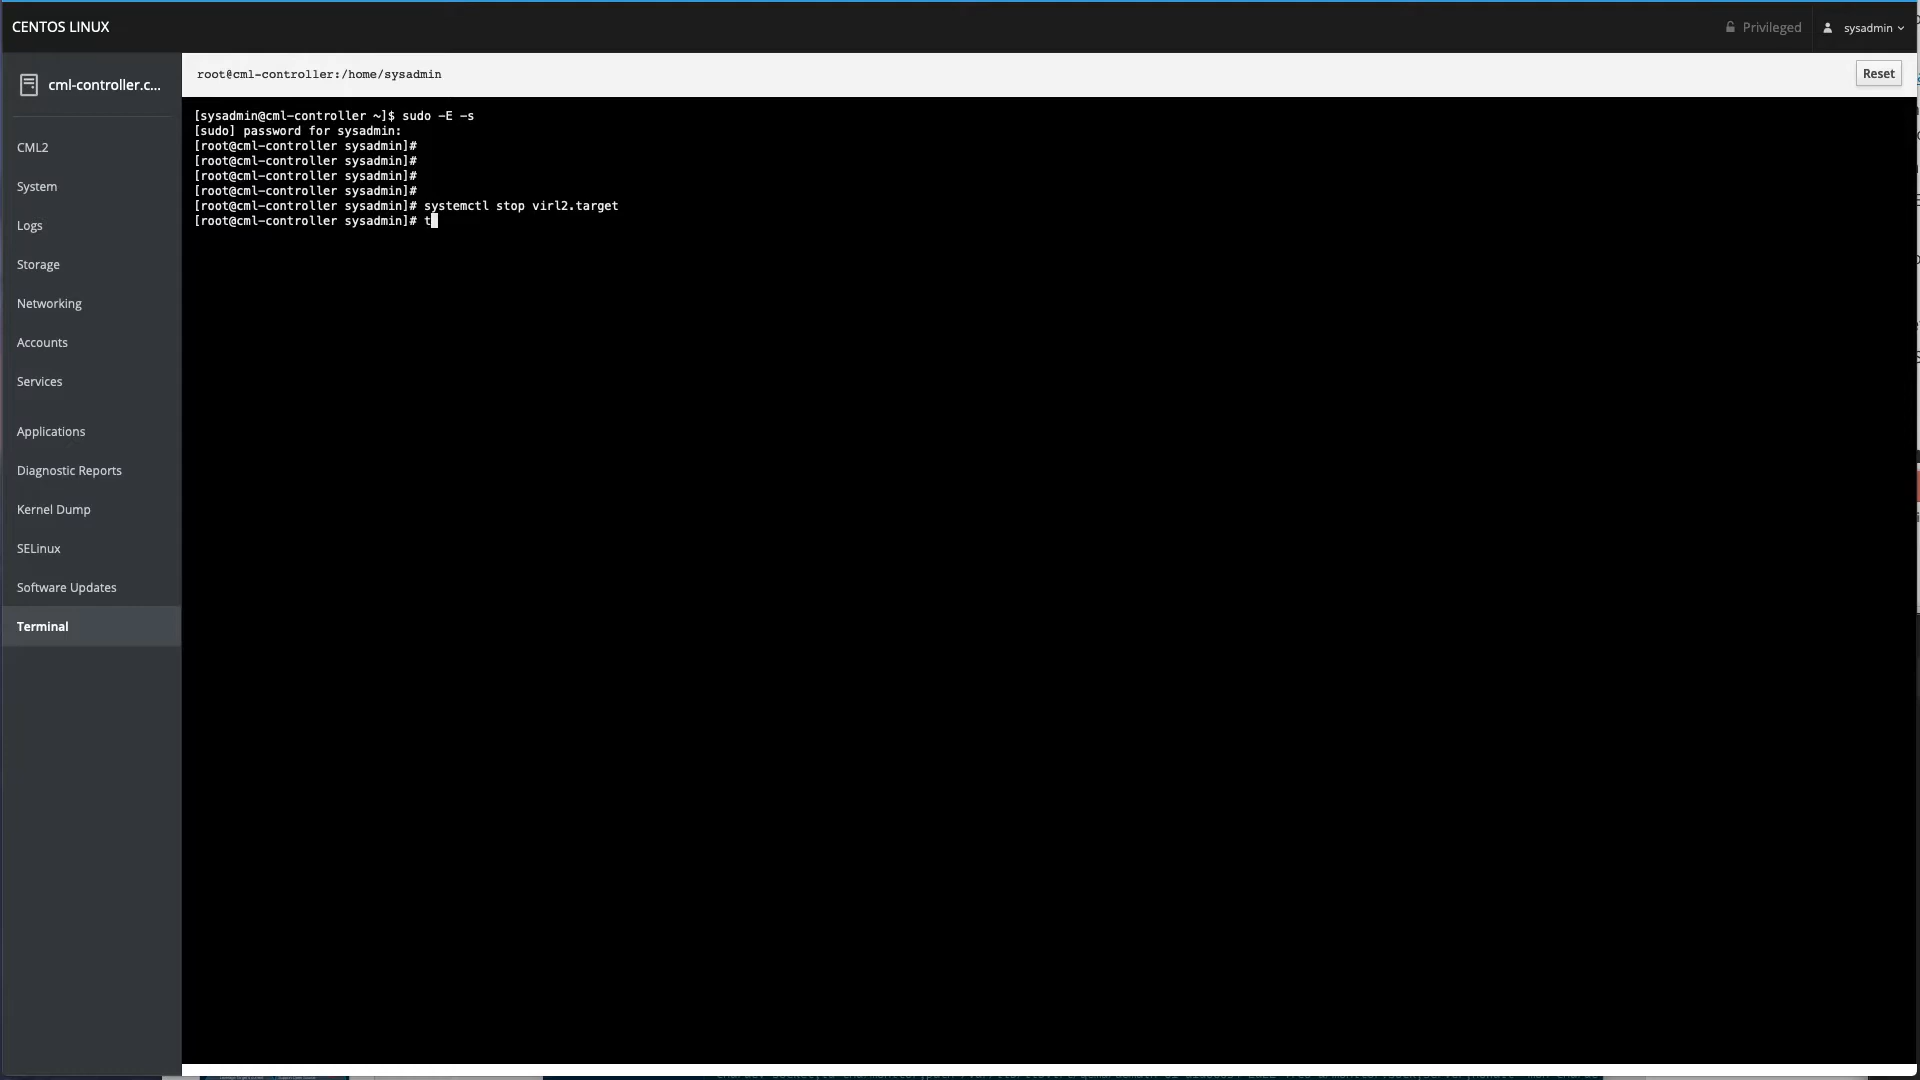 CENTOS LINUX
Privileged
sysadmin
cml-controller.c...
root@cml-controller:/home/sysadmin
Reset
CML2
System
Logs
Storage
Networking
Accounts
Services
Applications
Diagnostic Reports
Kernel Dump
SELinux
Software Updates
Terminal
[sysadmin@cml-controller ~]$ sudo -E -s
[sudo] password for sysadmin:
[root@cml-controller sysadmin]#
[root@cml-controller sysadmin]#
[root@cml-controller sysadmin]#
[root@cml-controller sysadmin]#
[root@cml-controller sysadmin]# systemctl stop virl2.target
[root@cml-controller sysadmin]# t